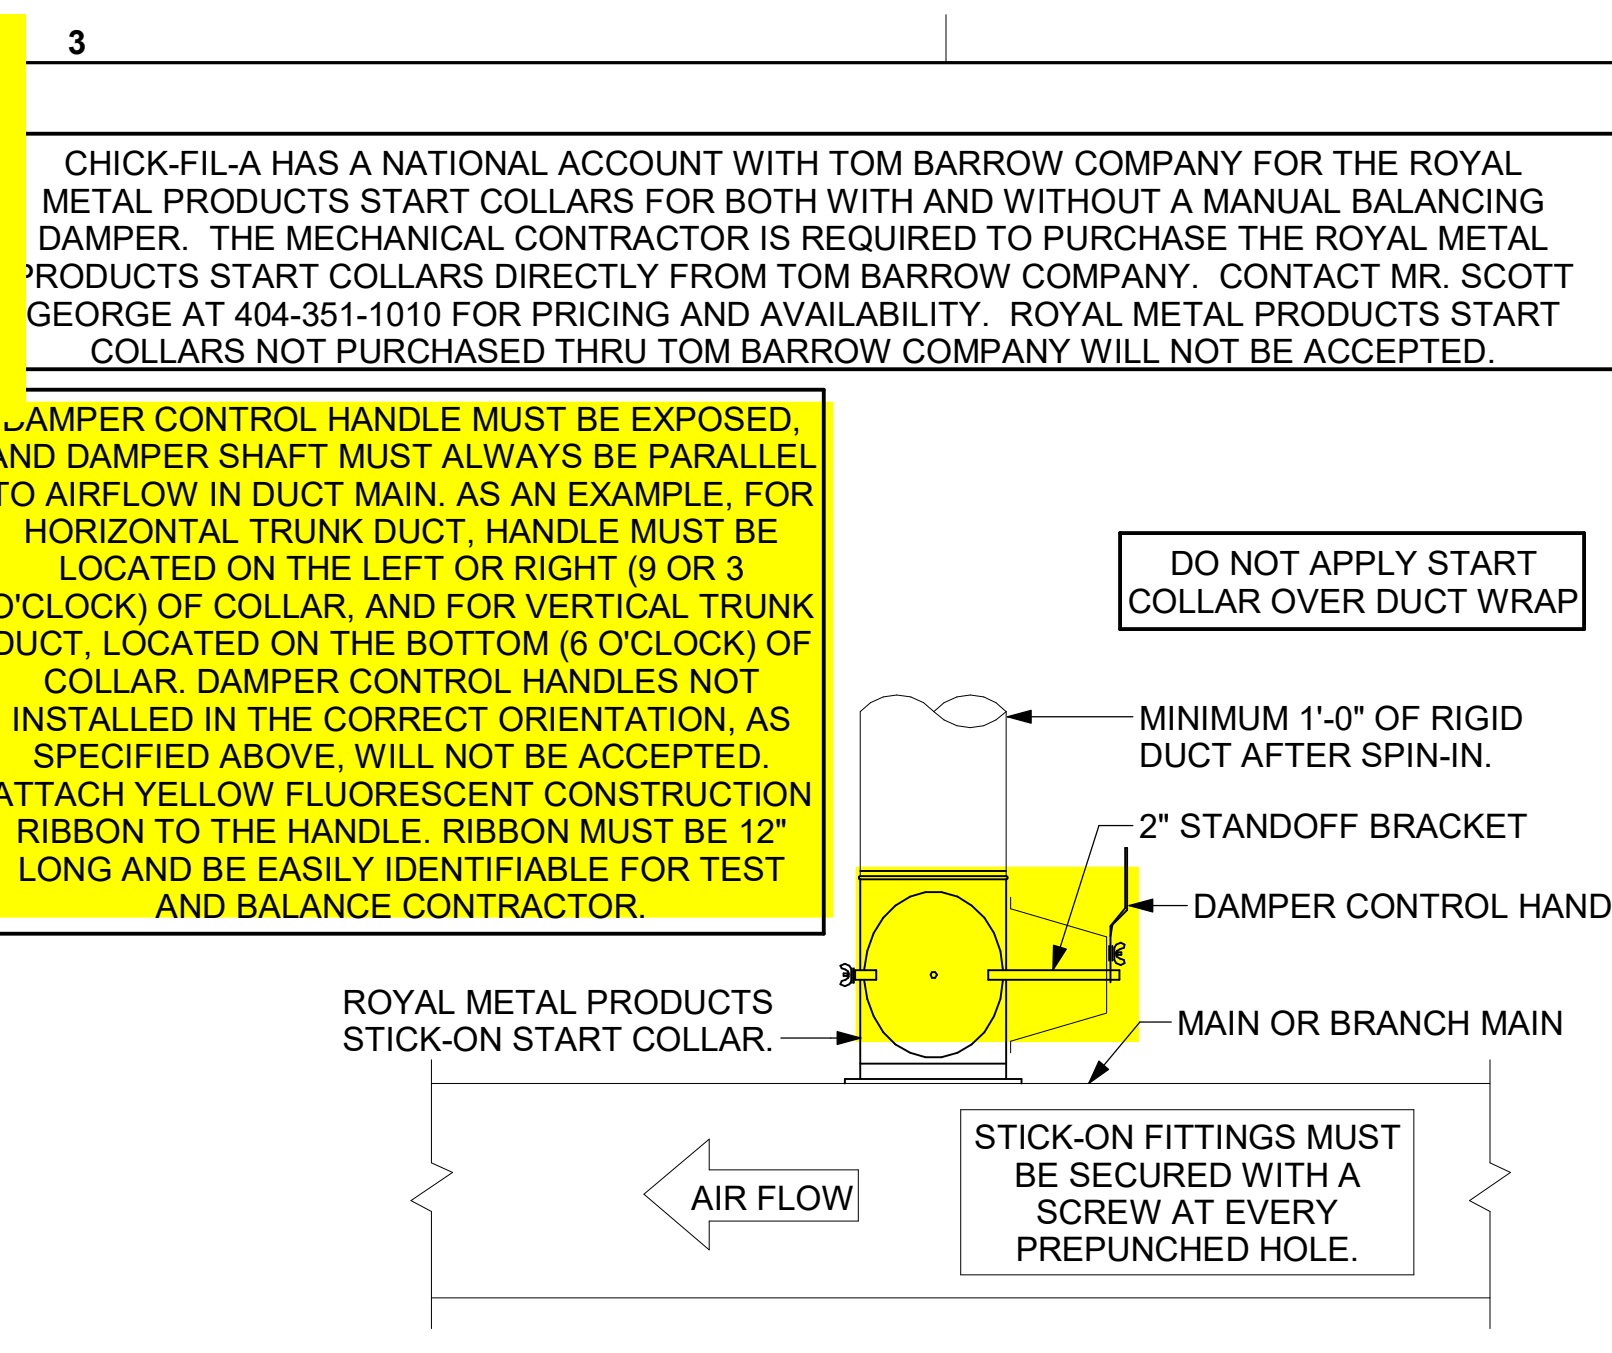 3
CHICK-FIL-A HAS A NATIONAL ACCOUNT WITH TOM BARROW COMPANY FOR THE ROYAL
METAL PRODUCTS START COLLARS FOR BOTH WITH AND WITHOUT A MANUAL BALANCING
DAMPER. THE MECHANICAL CONTRACTOR IS REQUIRED TO PURCHASE THE ROYAL METAL
PRODUCTS START COLLARS DIRECTLY FROM TOM BARROW COMPANY. CONTACT MR. SCOTT
GEORGE AT 404-351-1010 FOR PRICING AND AVAILABILITY. ROYAL METAL PRODUCTS START
COLLARS NOT PURCHASED THRU TOM BARROW COMPANY WILL NOT BE ACCEPTED.
DAMPER CONTROL HANDLE MUST BE EXPOSED,
AND DAMPER SHAFT MUST ALWAYS BE PARALLEL
TO AIRFLOW IN DUCT MAIN. AS AN EXAMPLE, FOR
HORIZONTAL TRUNK DUCT, HANDLE MUST BE
LOCATED ON THE LEFT OR RIGHT (9 OR 3
O'CLOCK) OF COLLAR, AND FOR VERTICAL TRUNK
DUCT, LOCATED ON THE BOTTOM (6 O'CLOCK) OF
COLLAR. DAMPER CONTROL HANDLES NOT
INSTALLED IN THE CORRECT ORIENTATION, AS
SPECIFIED ABOVE, WILL NOT BE ACCEPTED.
ATTACH YELLOW FLUORESCENT CONSTRUCTION
RIBBON TO THE HANDLE. RIBBON MUST BE 12"
LONG AND BE EASILY IDENTIFIABLE FOR TEST
AND BALANCE CONTRACTOR.
DO NOT APPLY START
COLLAR OVER DUCT WRAP
MINIMUM 1'-0" OF RIGID
DUCT AFTER SPIN-IN.
2" STANDOFF BRACKET
DAMPER CONTROL HAND
ROYAL METAL PRODUCTS
STICK-ON START COLLAR.
MAIN OR BRANCH MAIN
STICK-ON FITTINGS MUST
BE SECURED WITH A
SCREW AT EVERY
PREPUNCHED HOLE.
AIR FLOW